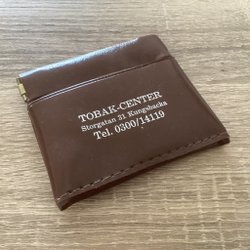 TOBAK-CENTER
Storgatan 31 Kungsbacka
Tel. 0300/14119